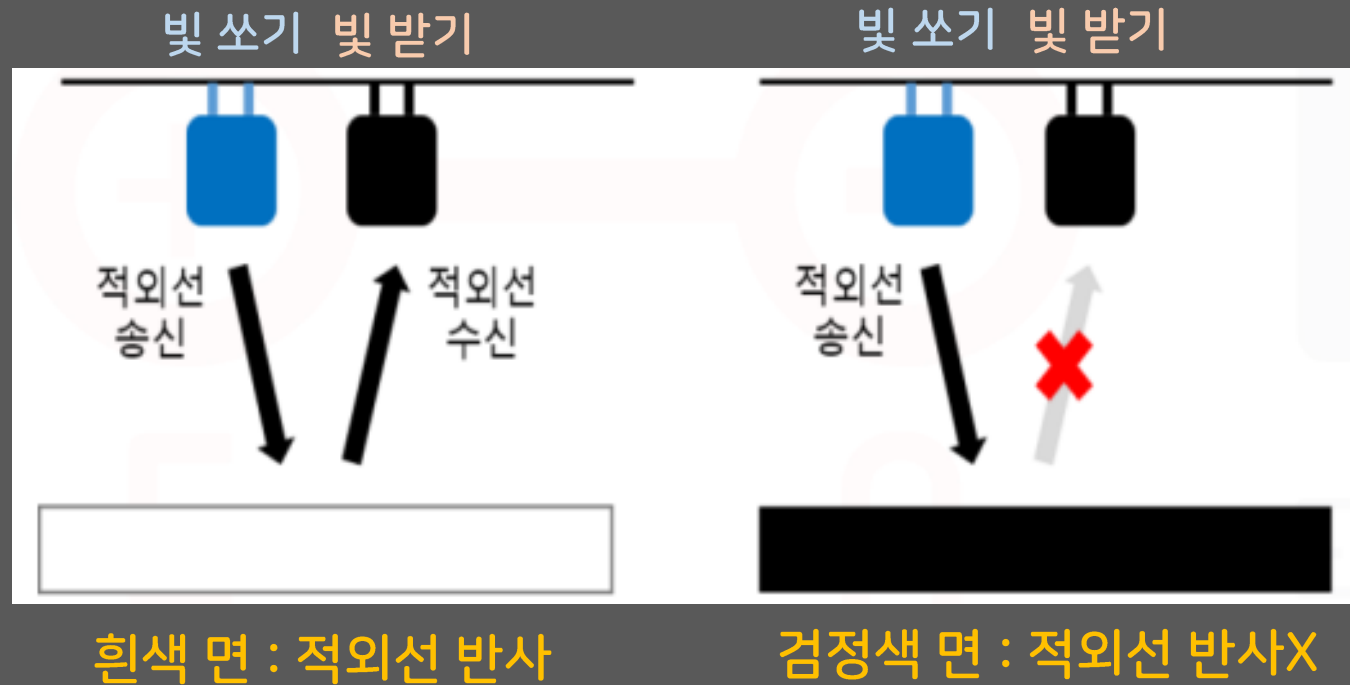 빛 쏘기 빛 받기
빛 쏘기 빛 받기
적외선
송신
적외선
수신
적외선
송신
흰색 면 : 적외선 반사
검정색 면 : 적외선 반사X